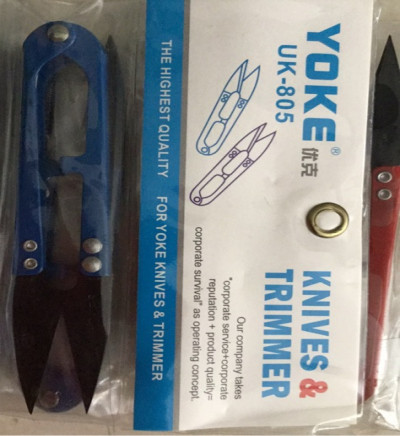 YOKE® 优克
UK-805
KNIVES &
TRIMMER
Our company takes
"corporate service+corporate
reputation + product quality=
corporate survival" as operating concept.
THE HIGHEST QUALITY FOR YOKE KNIVES & TRIMMER